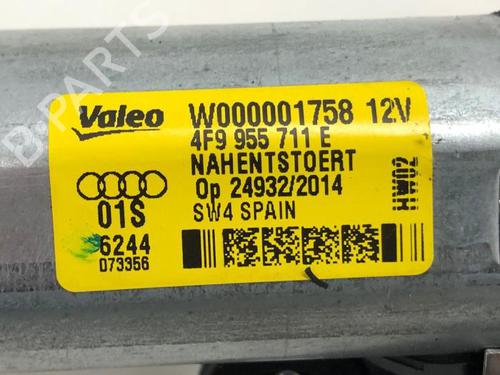 B-PARTS
Valeo W000001758 12V
4F9 955 711 E
NAHENTSTOERT
Op 24932/2014
SW4 SPAIN
HW02
01S
6244
073356